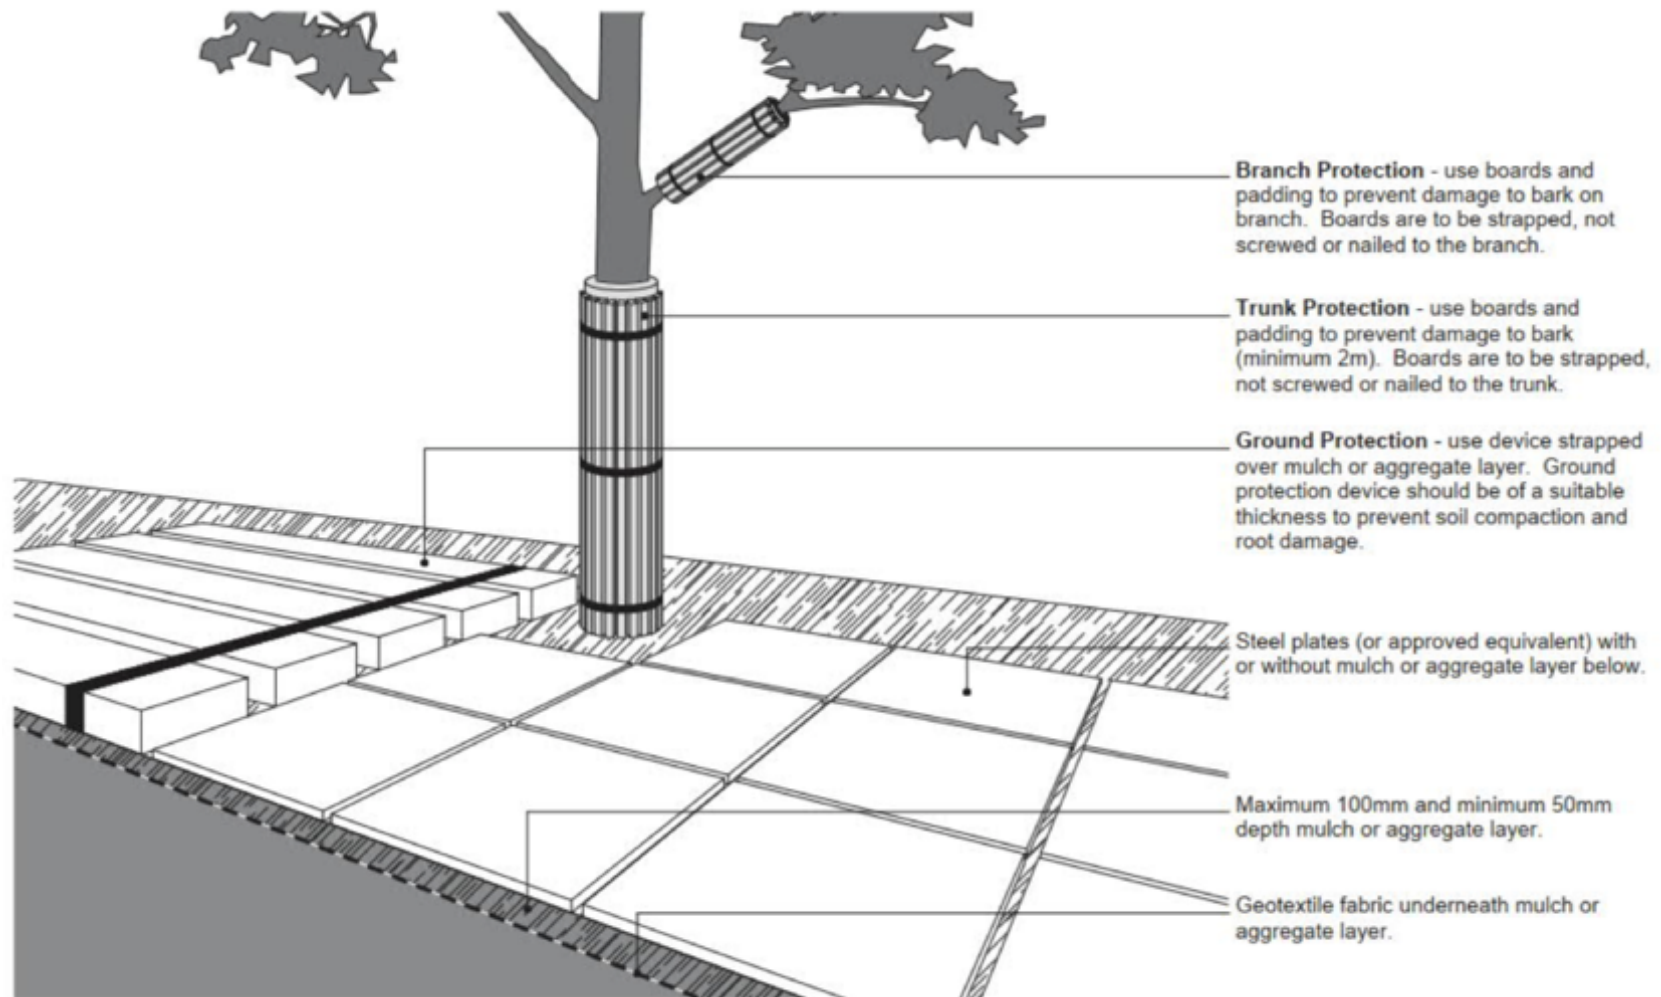 Branch Protection - use boards and
padding to prevent damage to bark on
branch. Boards are to be strapped, not
screwed or nailed to the branch.
Trunk Protection - use boards and
padding to prevent damage to bark
(minimum 2m). Boards are to be strapped,
not screwed or nailed to the trunk.
Ground Protection - use device strapped
over mulch or aggregate layer. Ground
protection device should be of a suitable
thickness to prevent soil compaction and
root damage.
Steel plates (or approved equivalent) with
or without mulch or aggregate layer below.
Maximum 100mm and minimum 50mm
depth mulch or aggregate layer.
Geotextile fabric underneath mulch or
aggregate layer.